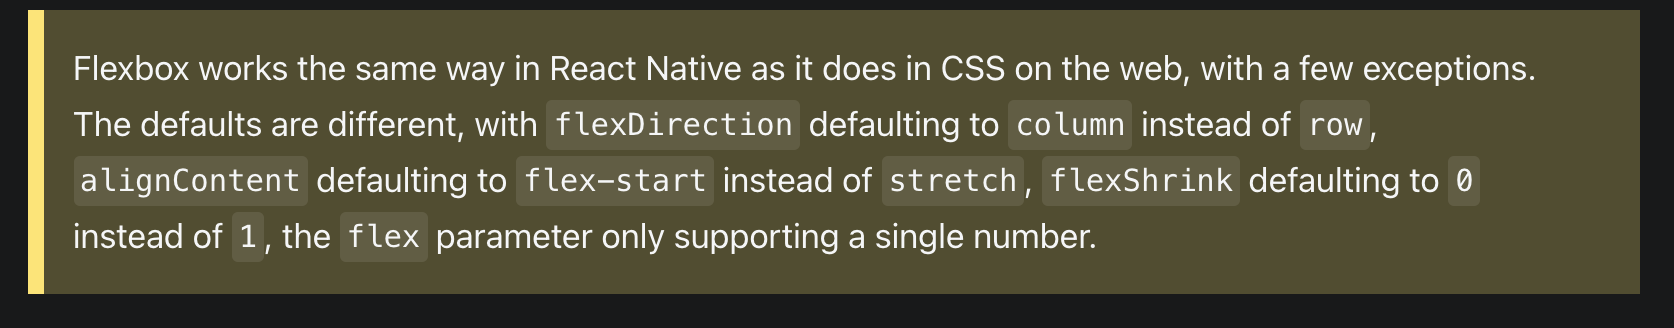 Flexbox works the same way in React Native as it does in CSS on the web, with a few exceptions.
The defaults are different, with flexDirection defaulting to column instead of row,
alignContent defaulting to flex-start instead of stretch, flexShrink defaulting to 0
instead of 1, the flex parameter only supporting a single number.